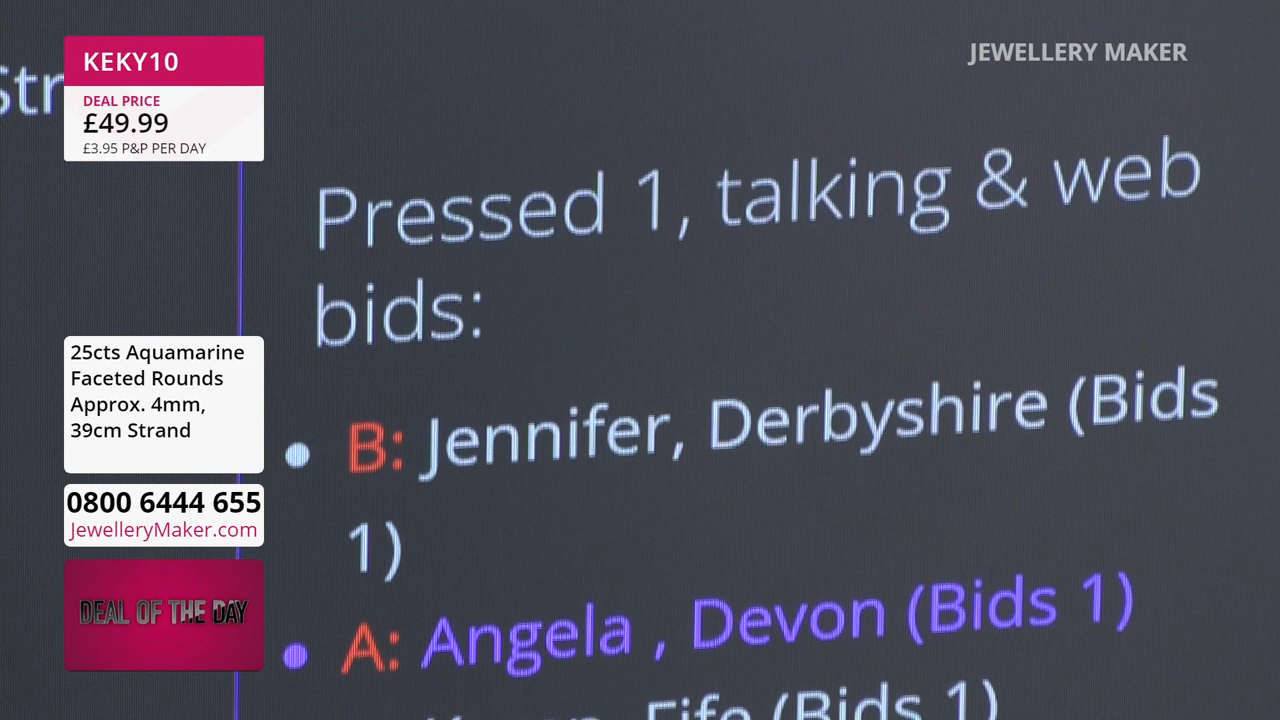 KEKY10
DEAL PRICE
£49.99
£3.95 P&P PER DAY
JEWELLERY MAKER
Pressed 1, talking & web
bids:
B: Jennifer, Derbyshire (Bids
1)
A: Angela , Devon (Bids 1)
Fife (Bids 1)
25cts Aquamarine
Faceted Rounds
Approx. 4mm,
39cm Strand
0800 6444 655
JewelleryMaker.com
DEAL OF THE DAY